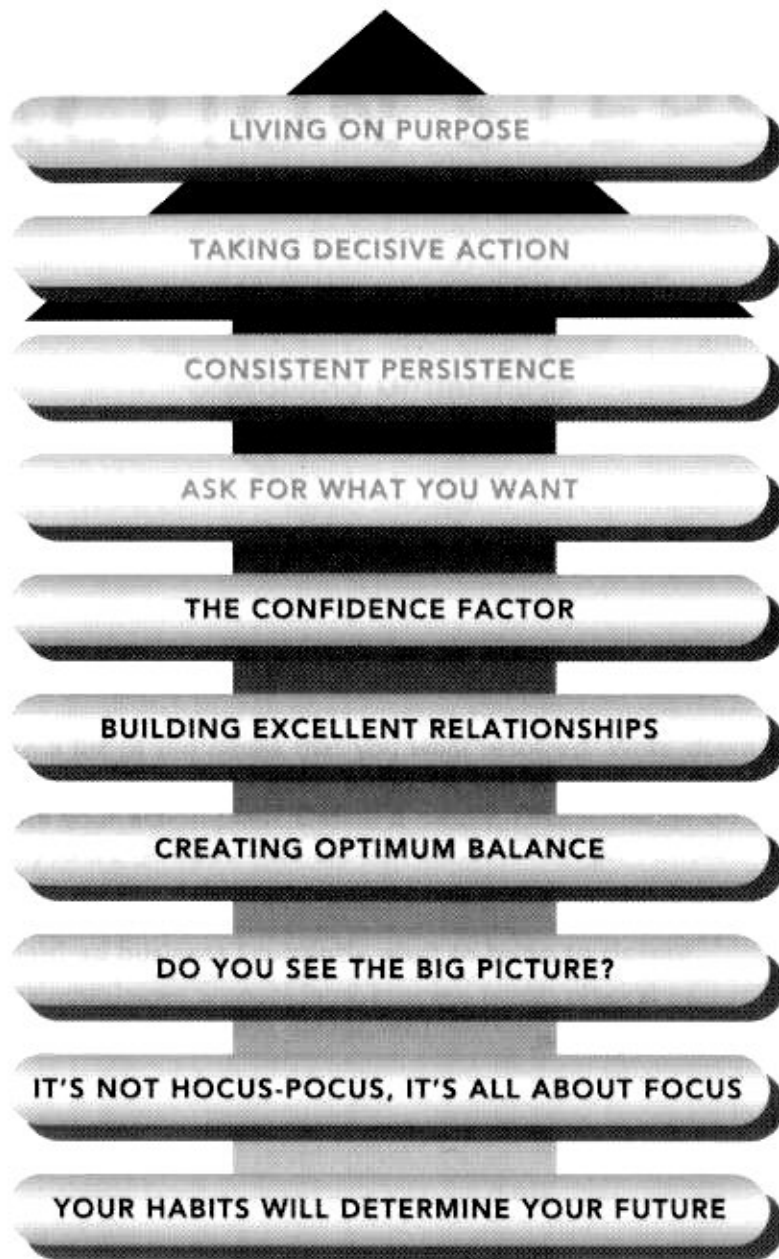 LIVING ON PURPOSE
TAKING DECISIVE ACTION
CONSISTENT PERSISTENCE
ASK FOR WHAT YOU WANT
THE CONFIDENCE FACTOR
BUILDING EXCELLENT RELATIONSHIPS
CREATING OPTIMUM BALANCE
DO YOU SEE THE BIG PICTURE?
IT'S NOT HOCUS-POCUS, IT'S ALL ABOUT FOCUS
YOUR HABITS WILL DETERMINE YOUR FUTURE